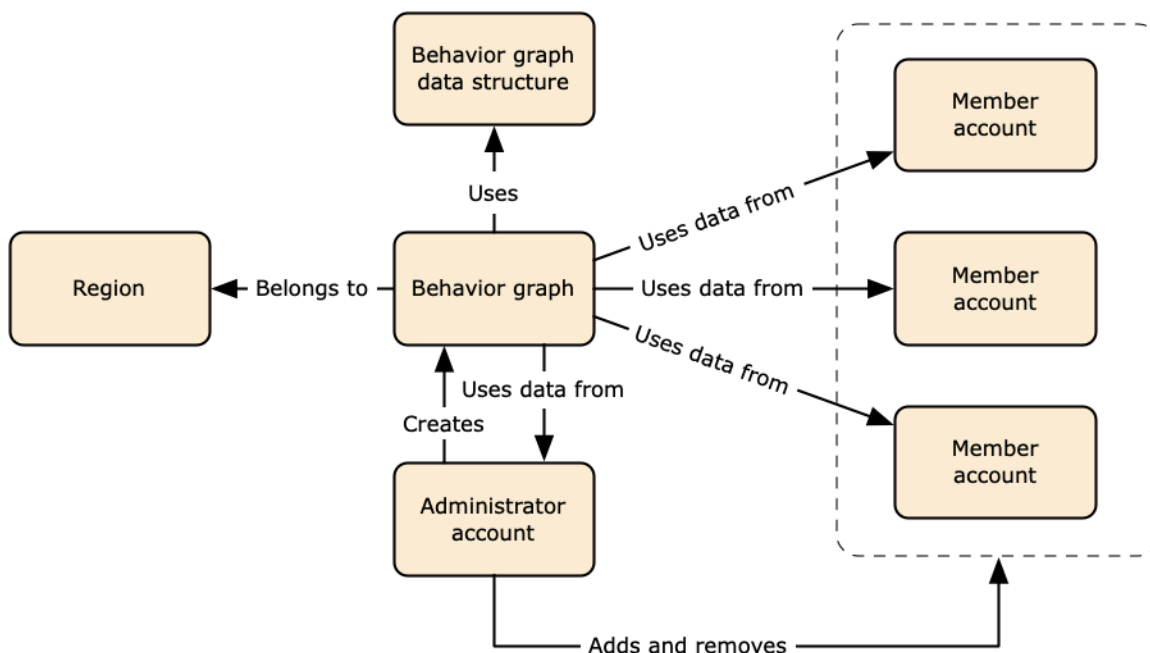 Behavior graph
data structure
Member
account
Uses
Uses data from
Region
Belongs to
Behavior graph
Uses data from
Member
account
Uses data from
Uses data from
Creates
Member
account
Administrator
account
Adds and removes